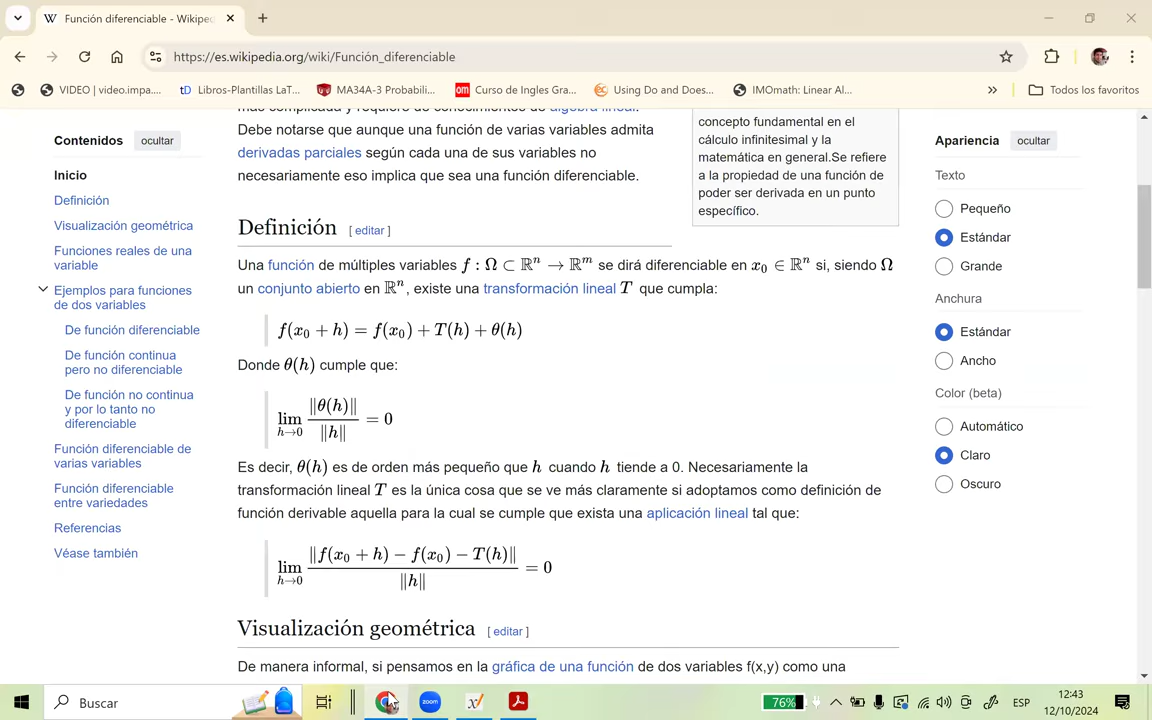 Función diferenciable - Wikipe
https://es.wikipedia.org/wiki/Función_diferenciable
VIDEO | video.impa....
Libros-Plantillas LaT...
MA34A-3 Probabili...
Curso de Ingles Gra...
Using Do and Does...
IMOmath: Linear Al...
Todos los favoritos
Contenidos
ocultar
Inicio
Definición
Visualización geométrica
Funciones reales de una
variable
Ejemplos para funciones
de dos variables
De función diferenciable
De función continua
pero no diferenciable
De función no continua
y por lo tanto no
diferenciable
Función diferenciable de
varias variables
Función diferenciable
entre variedades
Referencias
Véase también
más complicada y requiere de conocimientos de álgebra lineal.
Debe notarse que aunque una función de varias variables admita
derivadas parciales según cada una de sus variables no
necesariamente eso implica que sea una función diferenciable.
concepto fundamental en el
cálculo infinitesimal y la
matemática en general.Se refiere
a la propiedad de una función de
poder ser derivada en un punto
específico.
Definición [ editar ]
Una función de múltiples variables f : Ω ⊂ ℝⁿ → ℝᵐ se dirá diferenciable en x₀ ∈ ℝⁿ si, siendo Ω
un conjunto abierto en ℝⁿ, existe una transformación lineal T que cumpla:
f(x₀ + h) = f(x₀) + T(h) + θ(h)
Donde θ(h) cumple que:
lim h→0 ‖θ(h)‖ / ‖h‖ = 0
Es decir, θ(h) es de orden más pequeño que h cuando h tiende a 0. Necesariamente la
transformación lineal T es la única cosa que se ve más claramente si adoptamos como definición de
función derivable aquella para la cual se cumple que exista una aplicación lineal tal que:
lim h→0 ‖f(x₀ + h) − f(x₀) − T(h)‖ / ‖h‖ = 0
Visualización geométrica [ editar ]
De manera informal, si pensamos en la gráfica de una función de dos variables f(x,y) como una
Apariencia
ocultar
Texto
Pequeño
Estándar
Grande
Anchura
Estándar
Ancho
Color (beta)
Automático
Claro
Oscuro
Buscar
zoom
76%
ESP
12:43
12/10/2024